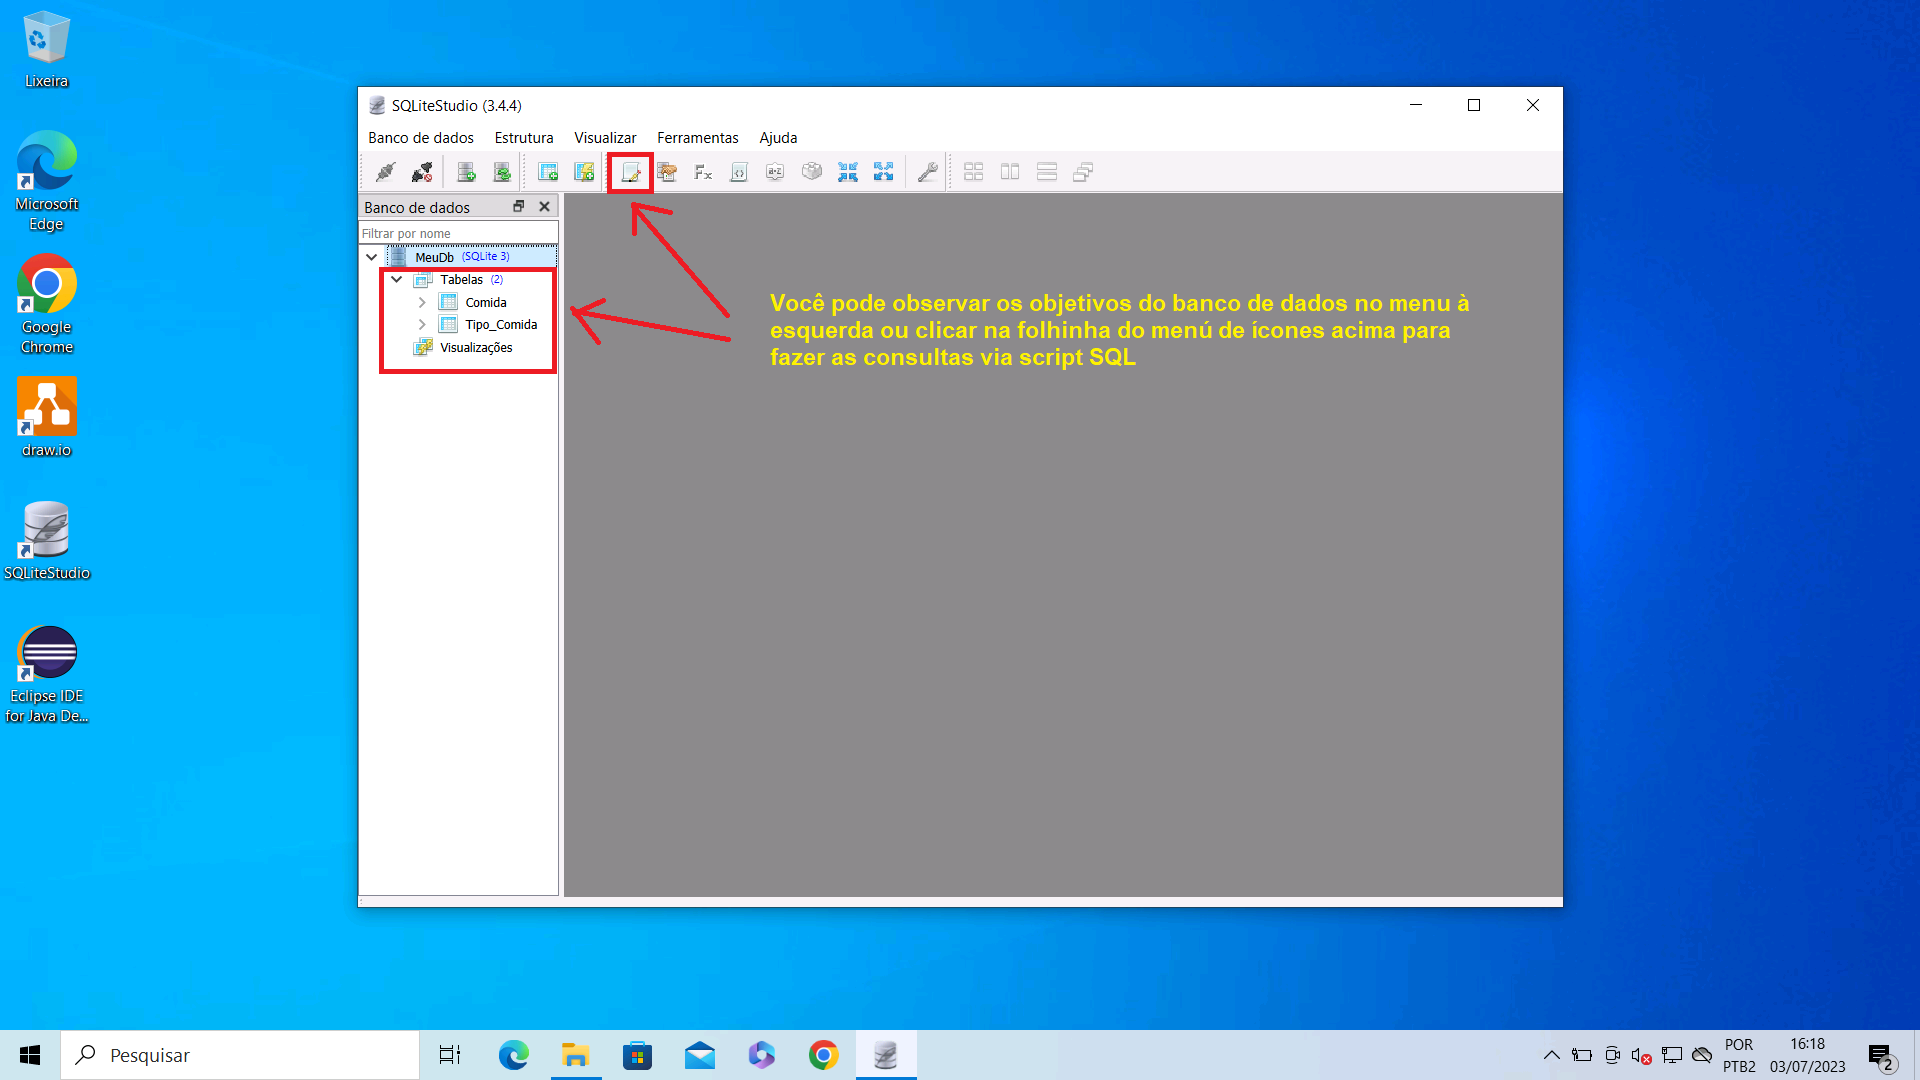 Lixeira
Microsoft
Edge
Google
Chrome
draw.io
SQLiteStudio
Eclipse IDE
for Java De...
SQLiteStudio (3.4.4)
Banco de dados Estrutura Visualizar Ferramentas Ajuda
Banco de dados
Filtrar por nome
MeuDb (SQLite 3)
Tabelas (2)
Comida
Tipo_Comida
Visualizações
Você pode observar os objetivos do banco de dados no menu à
esquerda ou clicar na folhinha do menú de ícones acima para
fazer as consultas via script SQL
Pesquisar
POR
PTB2
16:18
03/07/2023
2